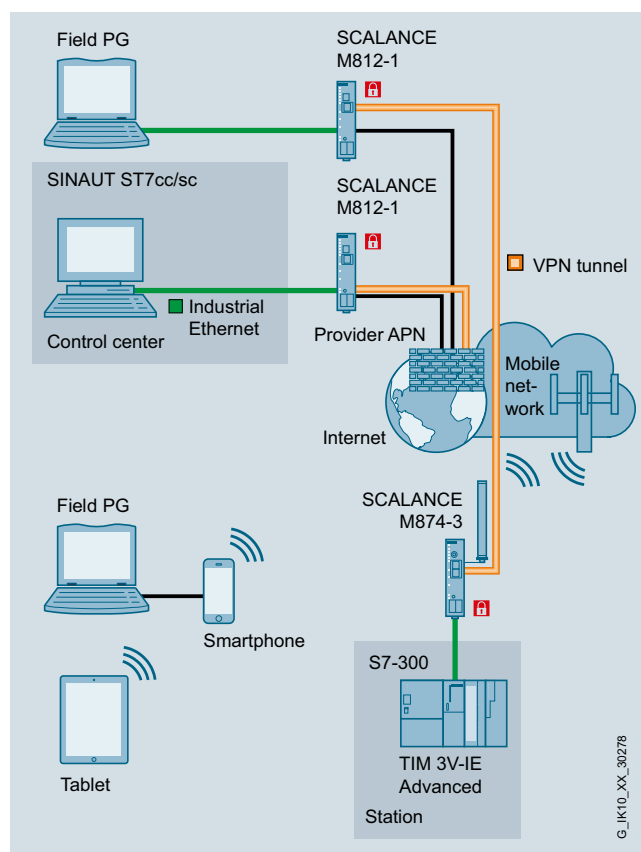 Field PG
SCALANCE
M812-1
SINAUT ST7cc/sc
SCALANCE
M812-1
VPN tunnel
Industrial
Ethernet
Control center
Provider APN
Mobile
net-
work
Internet
SCALANCE
M874-3
Field PG
Smartphone
S7-300
Tablet
TIM 3V-IE
Advanced
Station
G_IK10_XX_30278